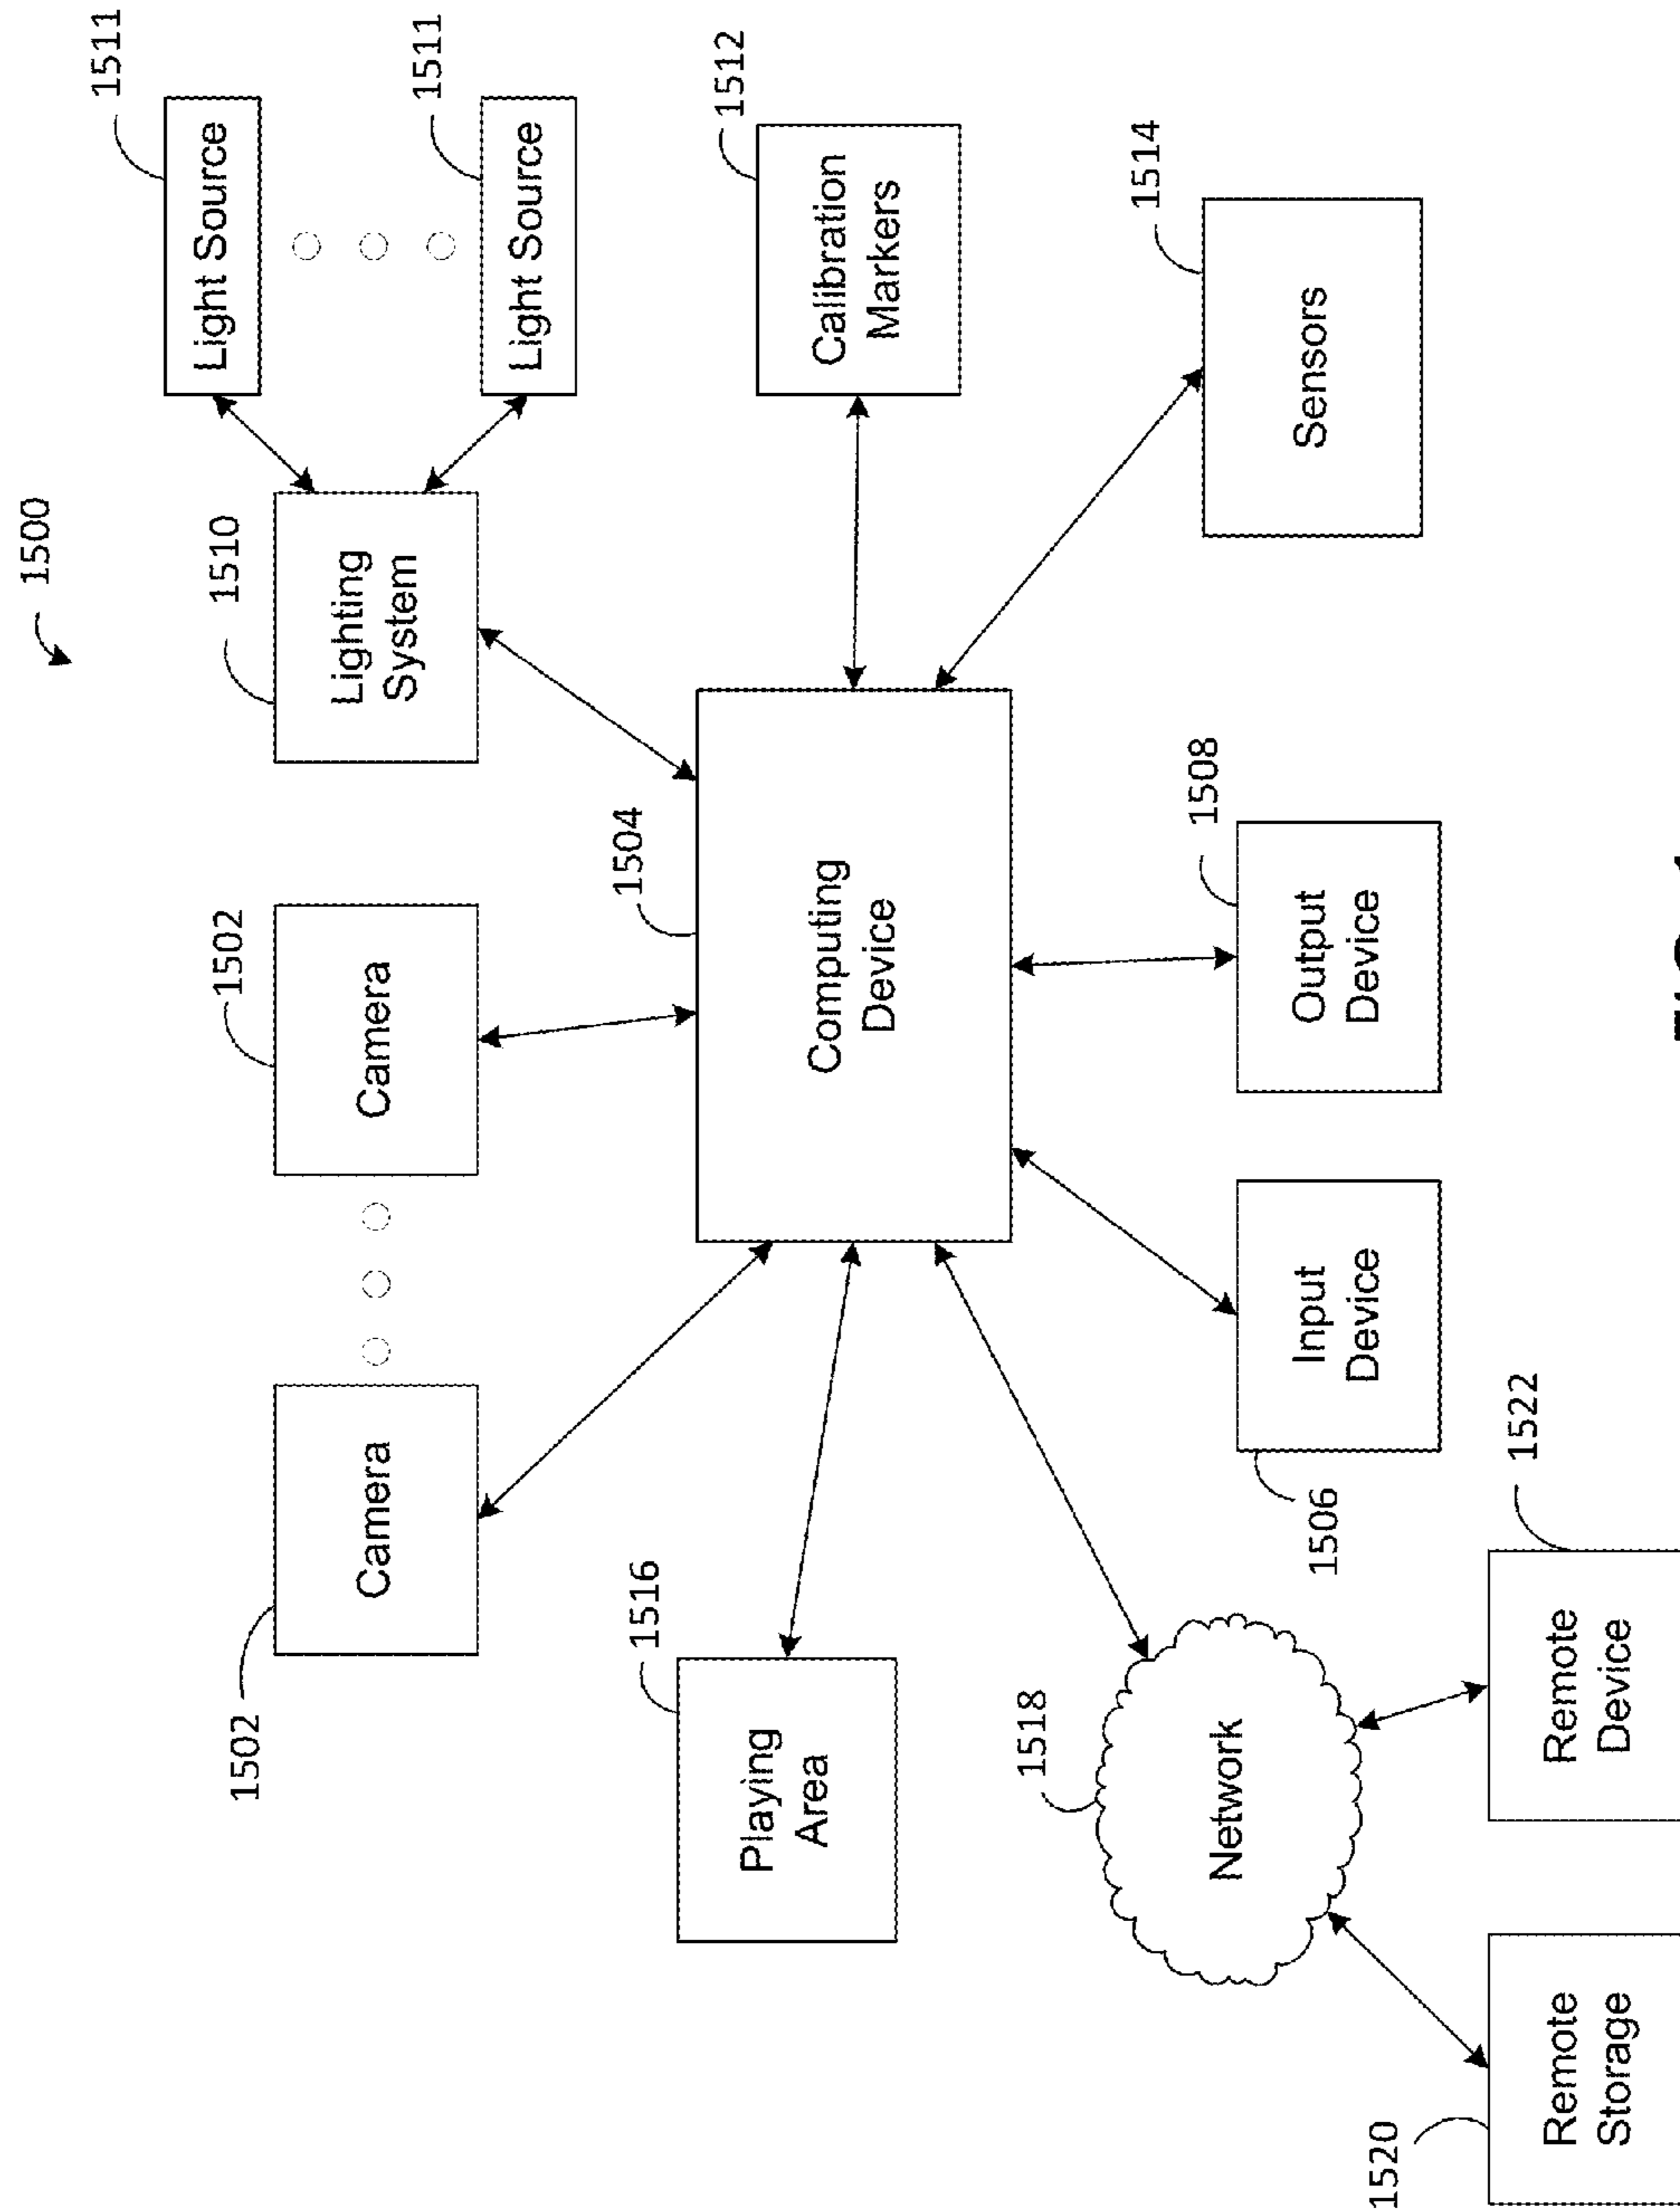 1500
1511
Light Source
1502
Camera
1502
Camera
1510
Lighting
System
1511
Light Source
1516
Playing
Area
1504
Computing
Device
1512
Calibration
Markers
1518
Network
1506
Input
Device
1508
Output
Device
1514
Sensors
1520
Remote
Storage
1522
Remote
Device